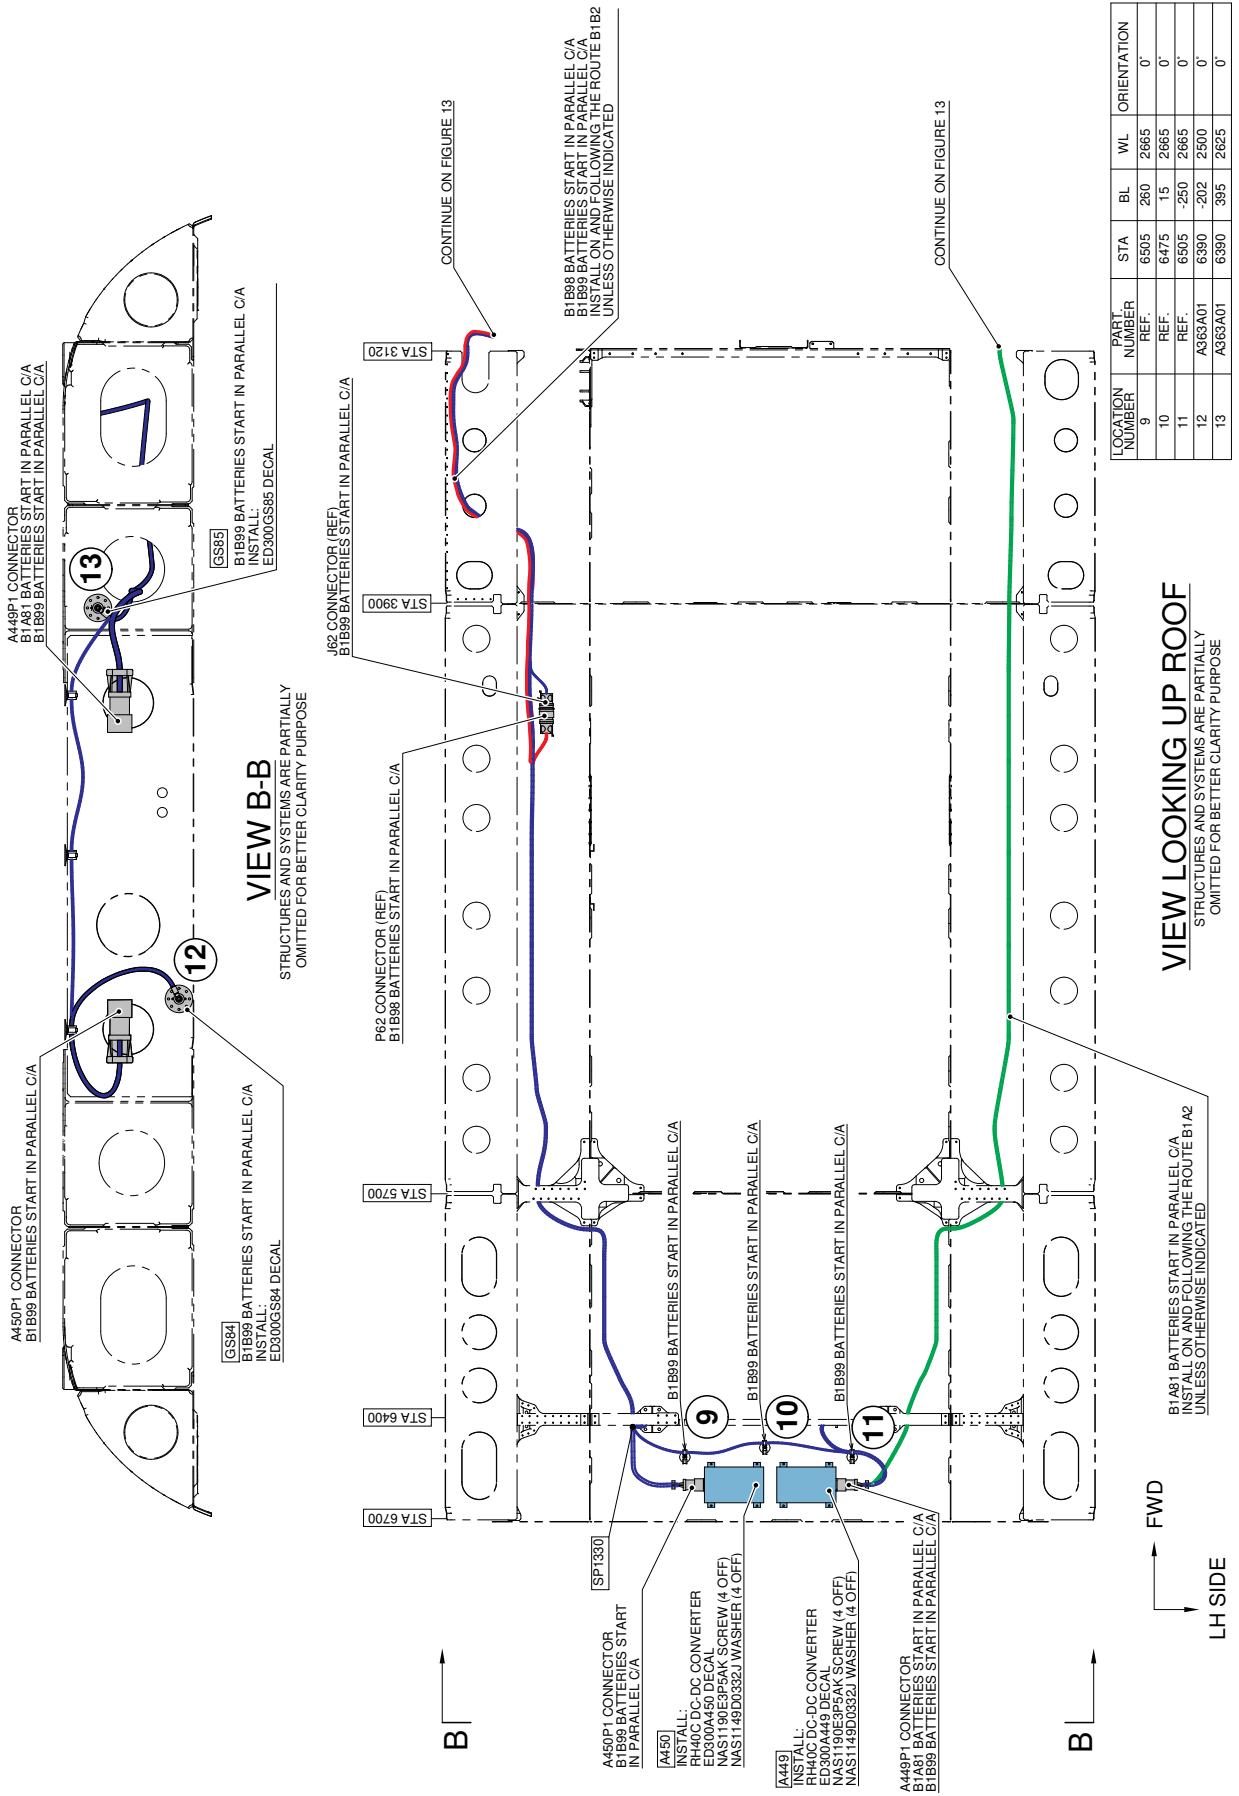 A449P1 CONNECTOR
B1A81 BATTERIES START IN PARALLEL C/A
B1B99 BATTERIES START IN PARALLEL C/A
13
GS85
B1B99 BATTERIES START IN PARALLEL C/A
INSTALL:
ED300GS85 DECAL
A450P1 CONNECTOR
B1B99 BATTERIES START IN PARALLEL C/A
12
GS84
B1B99 BATTERIES START IN PARALLEL C/A
INSTALL:
ED300GS84 DECAL
VIEW B-B
STRUCTURES AND SYSTEMS ARE PARTIALLY
OMITTED FOR BETTER CLARITY PURPOSE
STA 3120
STA 3900
STA 5700
STA 6400
STA 6700
CONTINUE ON FIGURE 13
B1B98 BATTERIES START IN PARALLEL C/A
B1B99 BATTERIES START IN PARALLEL C/A
INSTALL ON AND FOLLOWING THE ROUTE B1B2
UNLESS OTHERWISE INDICATED
J62 CONNECTOR (REF)
B1B99 BATTERIES START IN PARALLEL C/A
P62 CONNECTOR (REF)
B1B98 BATTERIES START IN PARALLEL C/A
B1B99 BATTERIES START IN PARALLEL C/A
9
B1B99 BATTERIES START IN PARALLEL C/A
10
B1B99 BATTERIES START IN PARALLEL C/A
11
SP1330
A450P1 CONNECTOR
B1B99 BATTERIES START
IN PARALLEL C/A
A450
INSTALL:
RH40C DC-DC CONVERTER
ED300A450 DECAL
NAS1190E3P5AK SCREW (4 OFF)
NAS1149D0332J WASHER (4 OFF)
A449
INSTALL:
RH40C DC-DC CONVERTER
ED300A449 DECAL
NAS1190E3P5AK SCREW (4 OFF)
NAS1149D0332J WASHER (4 OFF)
A449P1 CONNECTOR
B1A81 BATTERIES START IN PARALLEL C/A
B1B99 BATTERIES START IN PARALLEL C/A
CONTINUE ON FIGURE 13
B1A81 BATTERIES START IN PARALLEL C/A
INSTALL ON AND FOLLOWING THE ROUTE B1A2
UNLESS OTHERWISE INDICATED
B
B
VIEW LOOKING UP ROOF
STRUCTURES AND SYSTEMS ARE PARTIALLY
OMITTED FOR BETTER CLARITY PURPOSE
FWD
LH SIDE
LOCATION NUMBER PART NUMBER STA BL WL ORIENTATION
9 REF. 6505 260 2665 0°
10 REF. 6475 15 2665 0°
11 REF. 6505 -250 2665 0°
12 A363A01 6390 -202 2500 0°
13 A363A01 6390 395 2625 0°